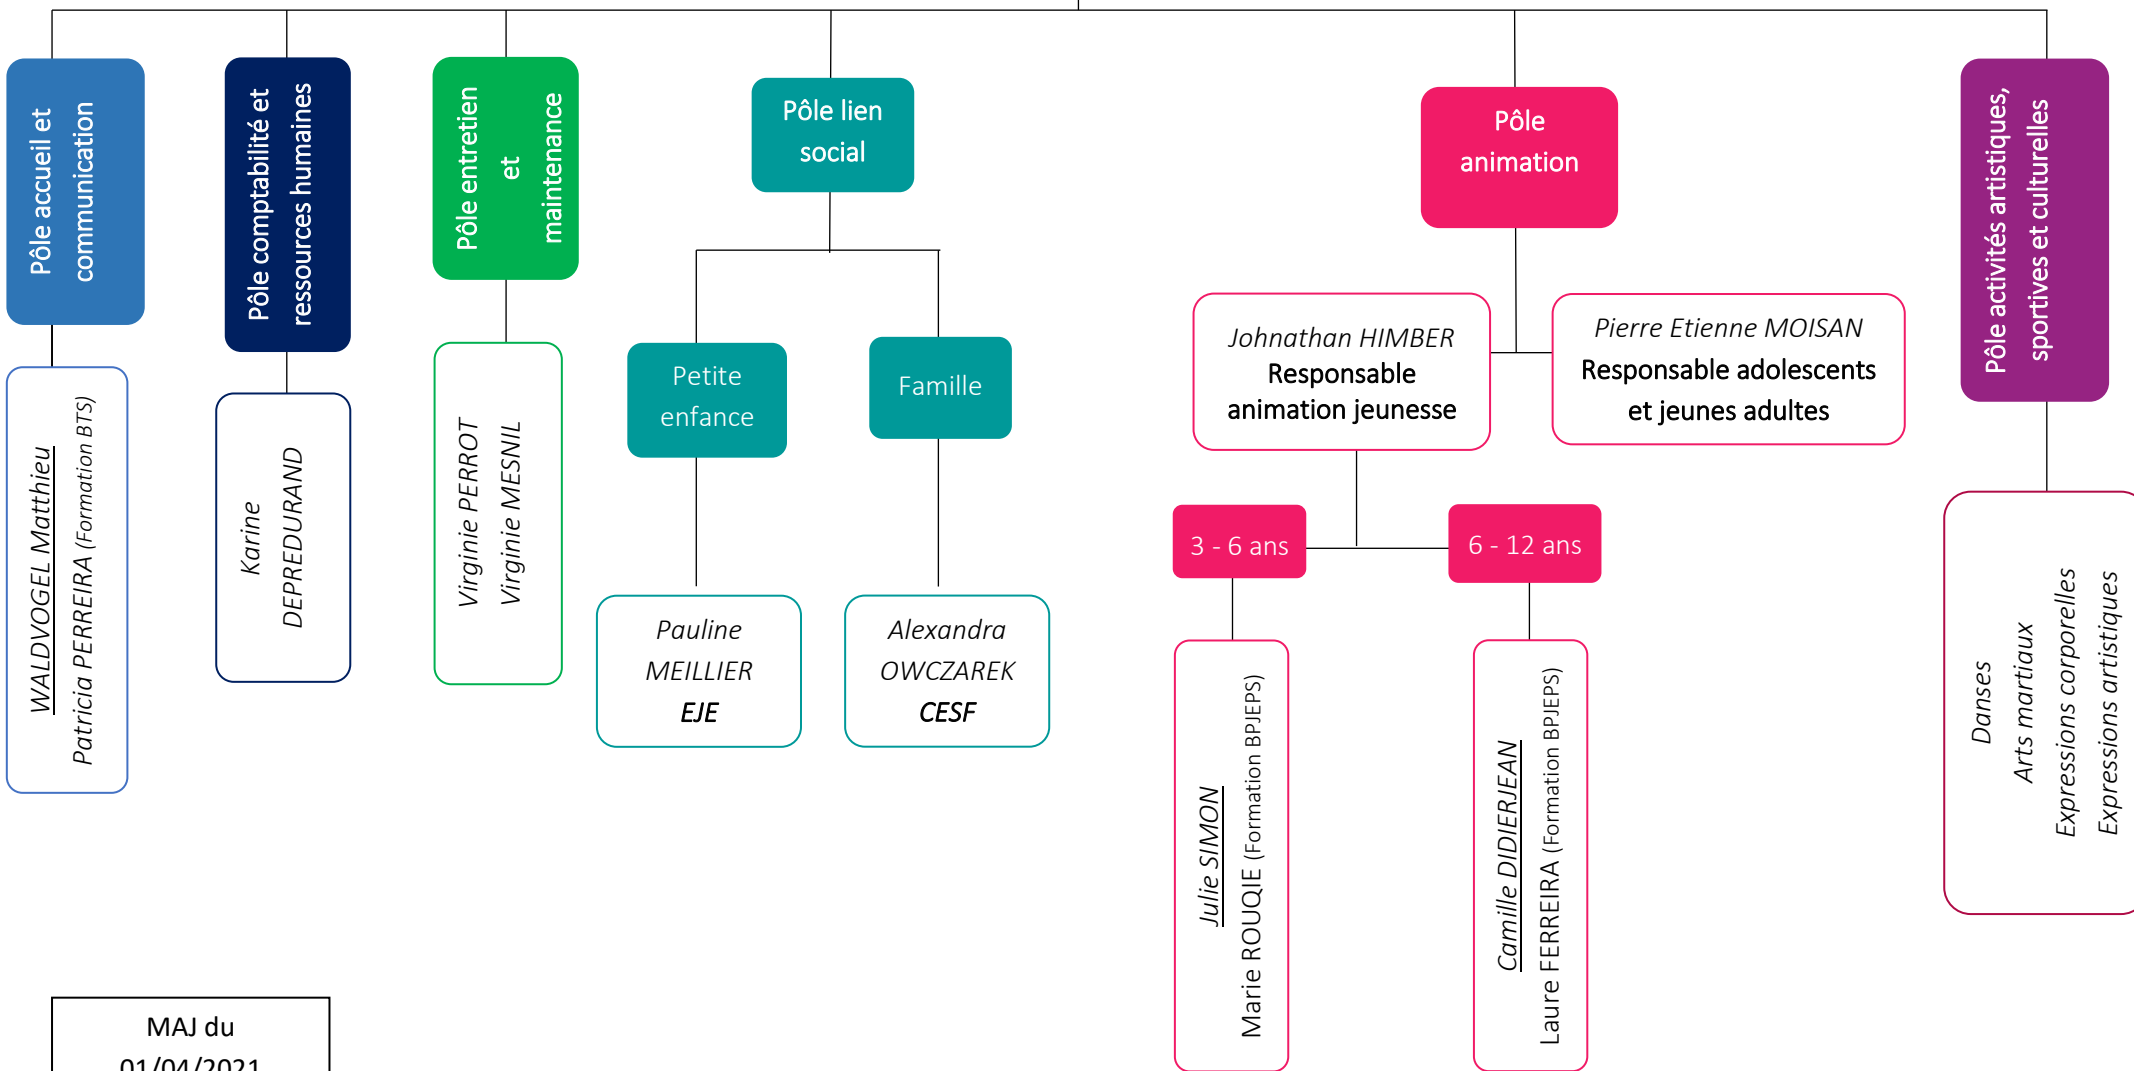 Pôle accueil et
communication
WALDVOGEL Matthieu
Patricia PERREIRA (Formation BTS)
Pôle comptabilité et
ressources humaines
Karine
DEPREDURAND
Pôle entretien
et
maintenance
Virginie PERROT
Virginie MESNIL
Pôle lien
social
Petite
enfance
Pauline
MEILLIER
EJE
Famille
Alexandra
OWCZAREK
CESF
Pôle
animation
Johnathan HIMBER
Responsable
animation jeunesse
Pierre Etienne MOISAN
Responsable adolescents
et jeunes adultes
3 - 6 ans
Julie SIMON
Marie ROUQIE (Formation BPJEPS)
6 - 12 ans
Camille DIDIERJEAN
Laure FERREIRA (Formation BPJEPS)
Pôle activités artistiques,
sportives et culturelles
Danses
Arts martiaux
Expressions corporelles
Expressions artistiques
MAJ du
01/04/2021